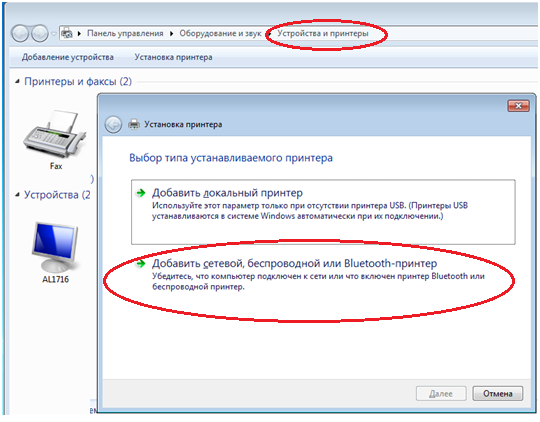 Панель управления ▸ Оборудование и звук ▸ Устройства и принтеры
Добавление устройства Установка принтера
Принтеры и факсы (2)
Fax
Устройства (2
AL1716
Установка принтера
Выбор типа устанавливаемого принтера
Добавить локальный принтер
Используйте этот параметр только при отсутствии принтера USB. (Принтеры USB
устанавливаются в системе Windows автоматически при их подключении.)
Добавить сетевой, беспроводной или Bluetooth-принтер
Убедитесь, что компьютер подключен к сети или что включен принтер Bluetooth или
беспроводной принтер.
Далее Отмена